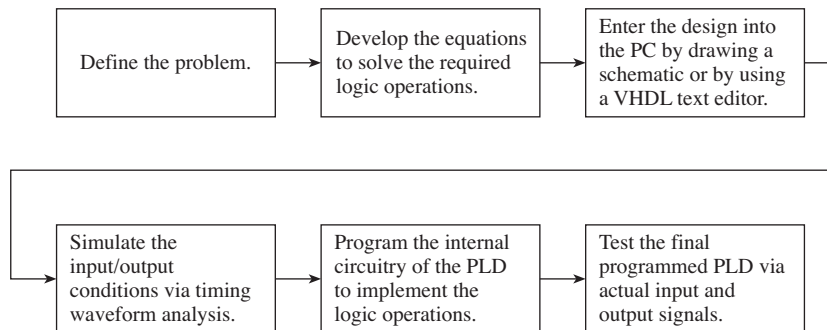 Define the problem.
Develop the equations
to solve the required
logic operations.
Enter the design into
the PC by drawing a
schematic or by using
a VHDL text editor.
Simulate the
input/output
conditions via timing
waveform analysis.
Program the internal
circuitry of the PLD
to implement the
logic operations.
Test the final
programmed PLD via
actual input and
output signals.